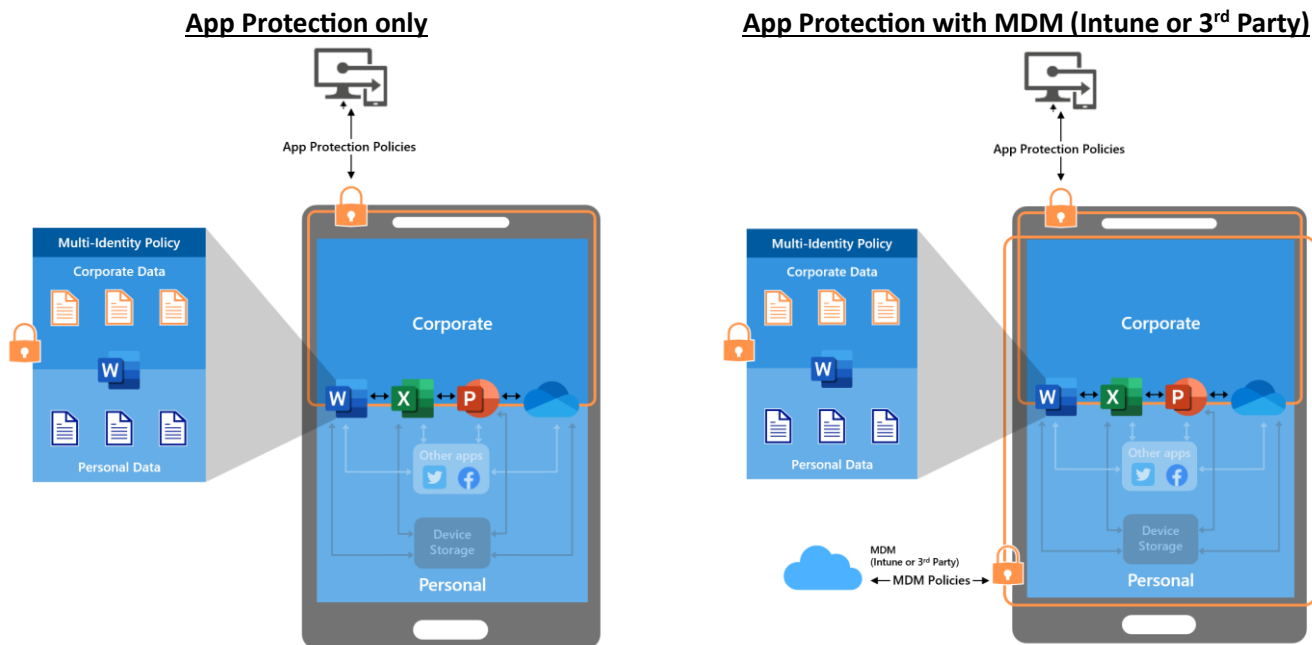 App Protection only
App Protection Policies
Multi-Identity Policy
Corporate Data
W
Personal Data
Corporate
W X P
Other apps
Device
Storage
Personal
App Protection with MDM (Intune or 3rd Party)
App Protection Policies
Multi-Identity Policy
Corporate Data
W
Personal Data
Corporate
W X P
Other apps
Device
Storage
Personal
MDM
(Intune or 3rd Party)
MDM Policies